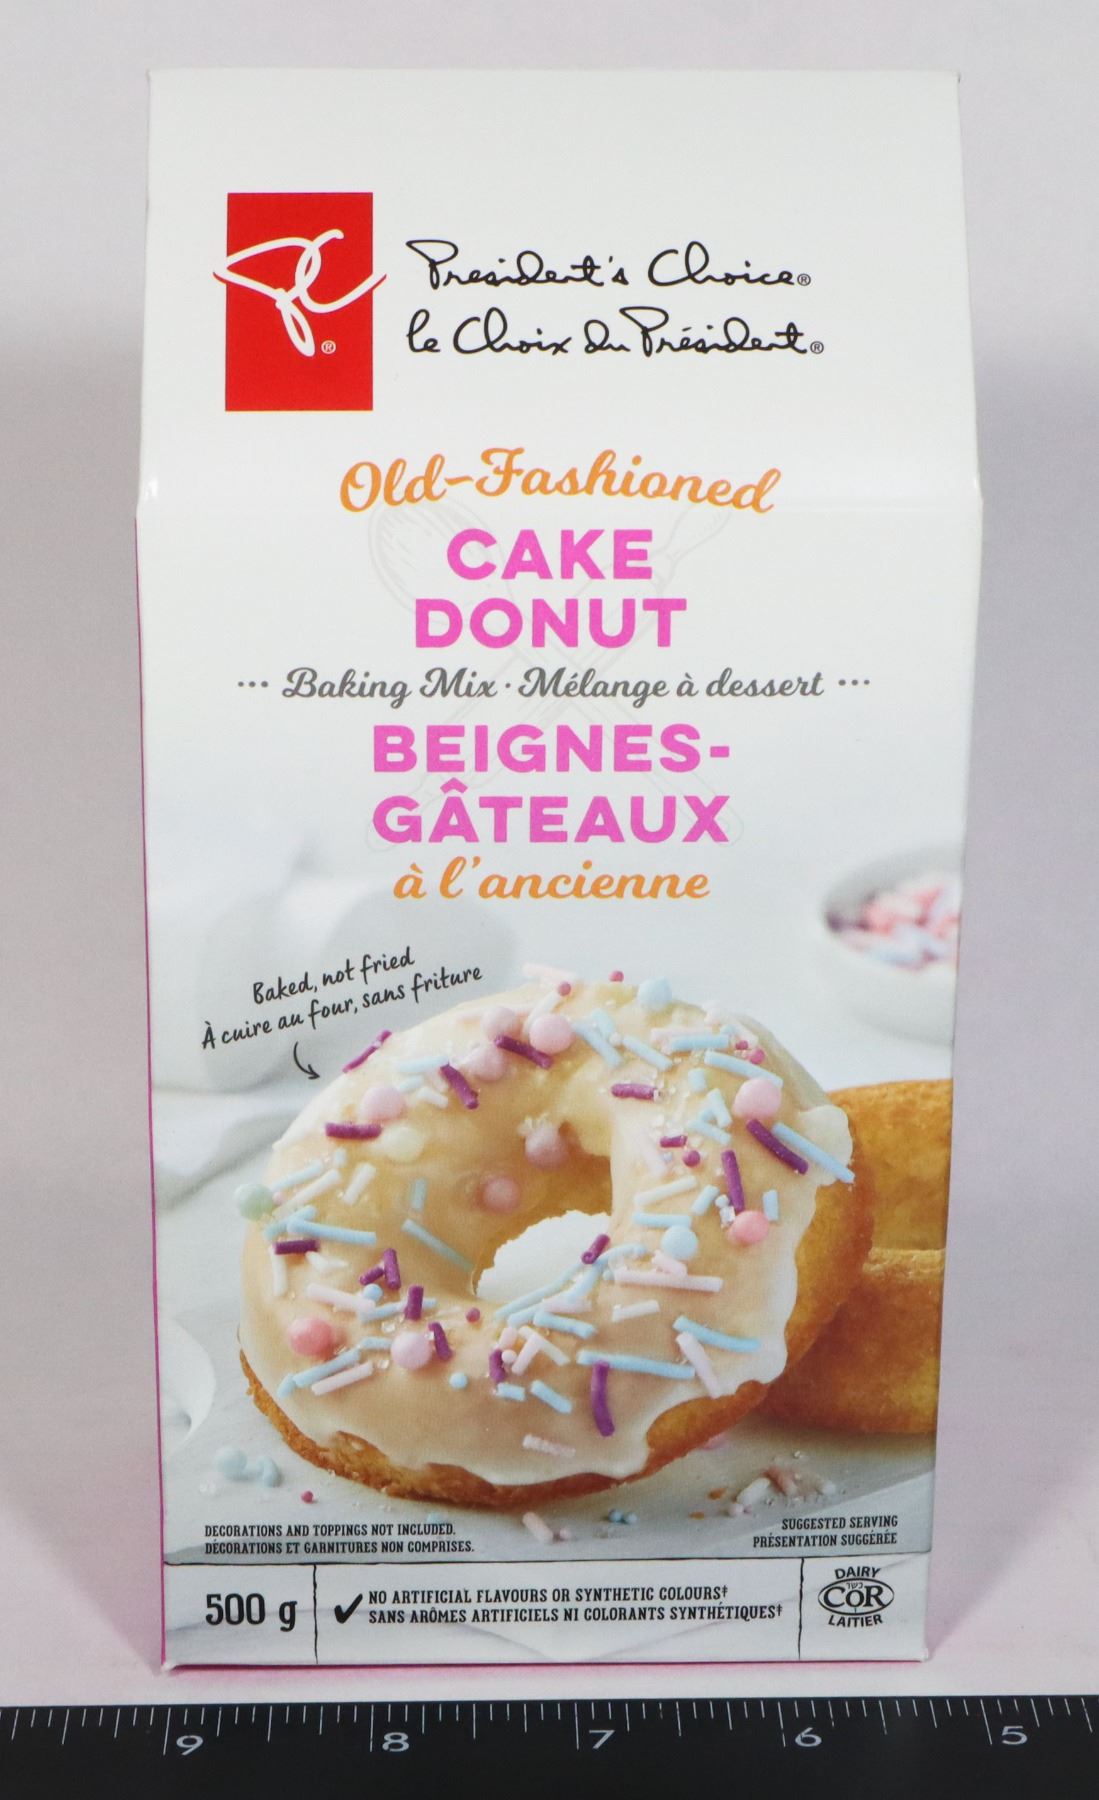 PC®
President's Choice®
le Choix du Président®
Old-Fashioned
CAKE
DONUT
··· Baking Mix · Mélange à dessert ···
BEIGNES-
GÂTEAUX
à l'ancienne
Baked, not fried
À cuire au four, sans friture
DECORATIONS AND TOPPINGS NOT INCLUDED.
DÉCORATIONS ET GARNITURES NON COMPRISES.
SUGGESTED SERVING
PRÉSENTATION SUGGÉRÉE
500 g
✓ NO ARTIFICIAL FLAVOURS OR SYNTHETIC COLOURS‡
SANS ARÔMES ARTIFICIELS NI COLORANTS SYNTHÉTIQUES‡
DAIRY
כשר
COR
LAITIER
9 8 7 6 5